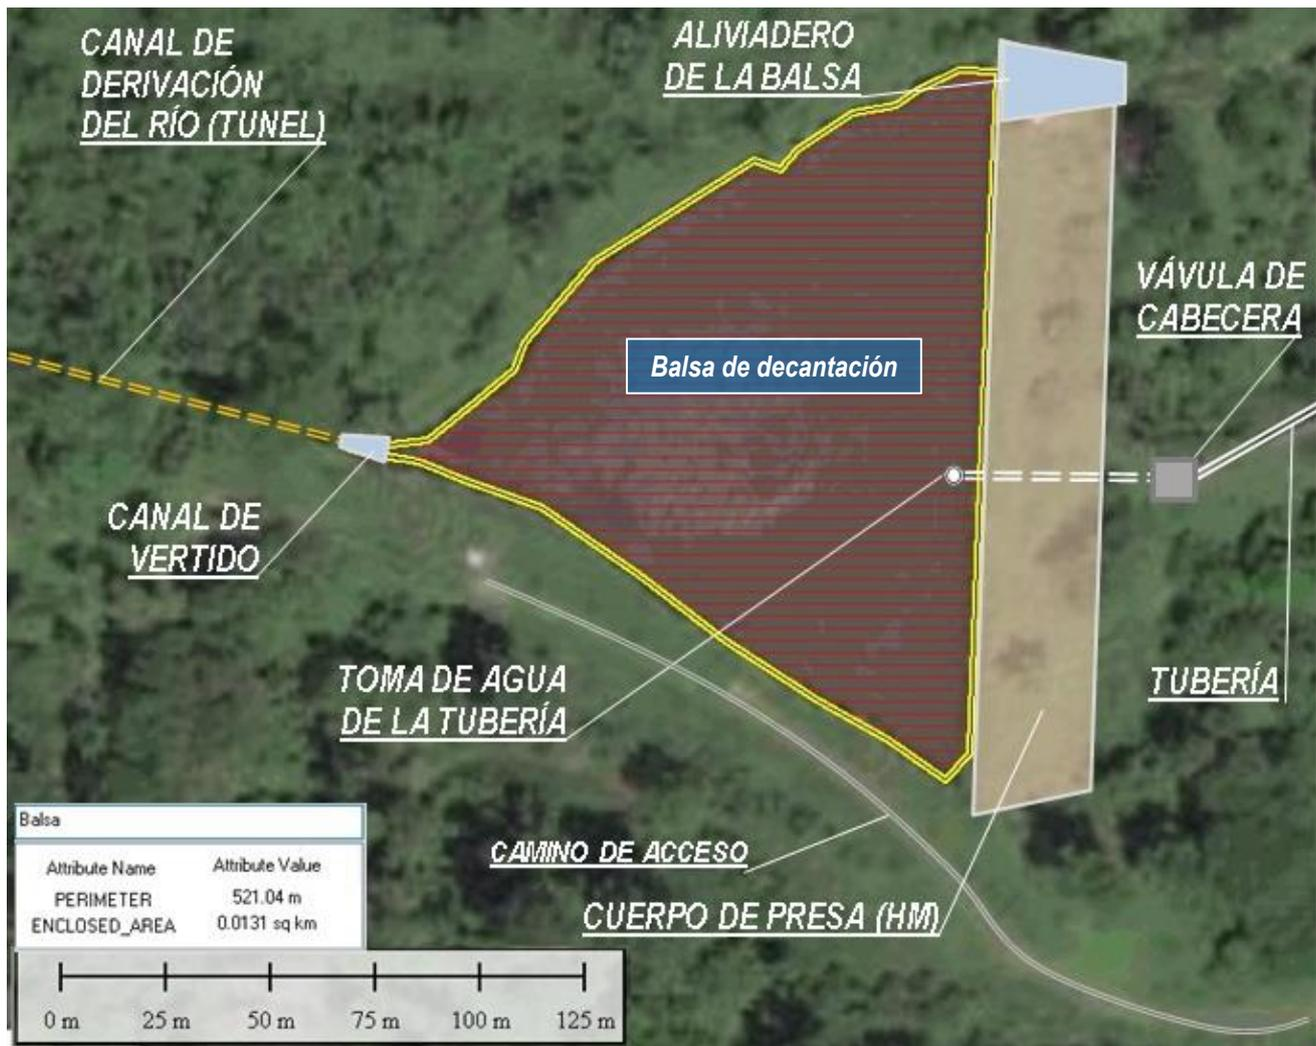 CANAL DE
DERIVACIÓN
DEL RÍO (TUNEL)
ALIVIADERO
DE LA BALSA
VÁVULA DE
CABECERA
Balsa de decantación
CANAL DE
VERTIDO
TOMA DE AGUA
DE LA TUBERÍA
TUBERÍA
CAMINO DE ACCESO
CUERPO DE PRESA (HM)
Balsa
Attribute Name Attribute Value
PERIMETER 521.04 m
ENCLOSED_AREA 0.0131 sq km
0 m 25 m 50 m 75 m 100 m 125 m